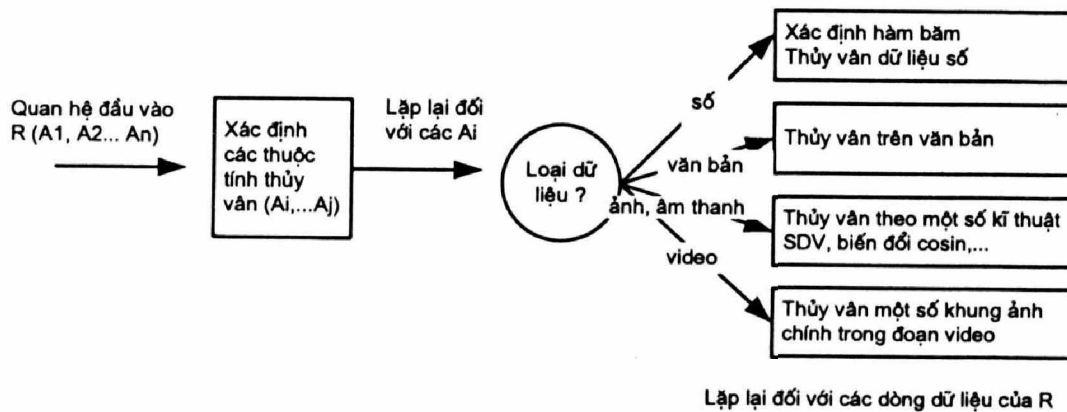 Quan hệ đầu vào
R (A1, A2... An)
Xác định
các thuộc
tính thủy
vân (Ai,...Aj)
Lặp lại đối
với các Ai
Loại dữ
liệu ?
số
văn bản
ảnh, âm thanh
video
Xác định hàm băm
Thủy vân dữ liệu số
Thủy vân trên văn bản
Thủy vân theo một số kĩ thuật
SDV, biến đổi cosin,...
Thủy vân một số khung ảnh
chính trong đoạn video
Lặp lại đối với các dòng dữ liệu của R